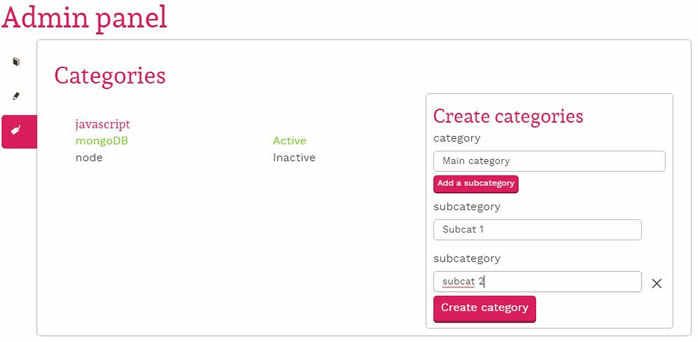 Admin panel
Categories
javascript
mongoDB Active
node Inactive
Create categories
category
Main category
Add a subcategory
subcategory
Subcat 1
subcategory
subcat 2
Create category